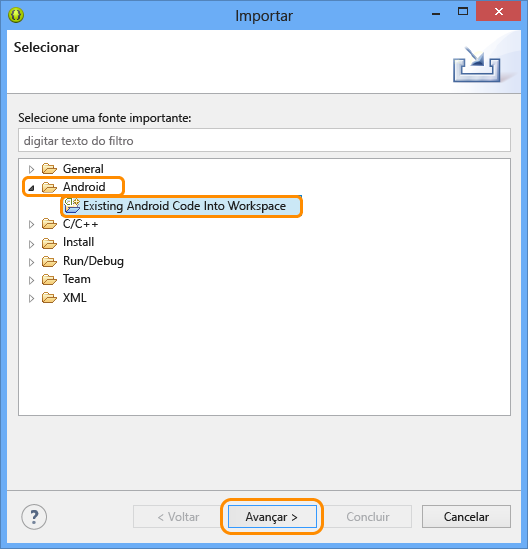 Importar
Selecionar
Selecione uma fonte importante:
digitar texto do filtro
General
Android
Existing Android Code Into Workspace
C/C++
Install
Run/Debug
Team
XML
? < Voltar Avançar > Concluir Cancelar